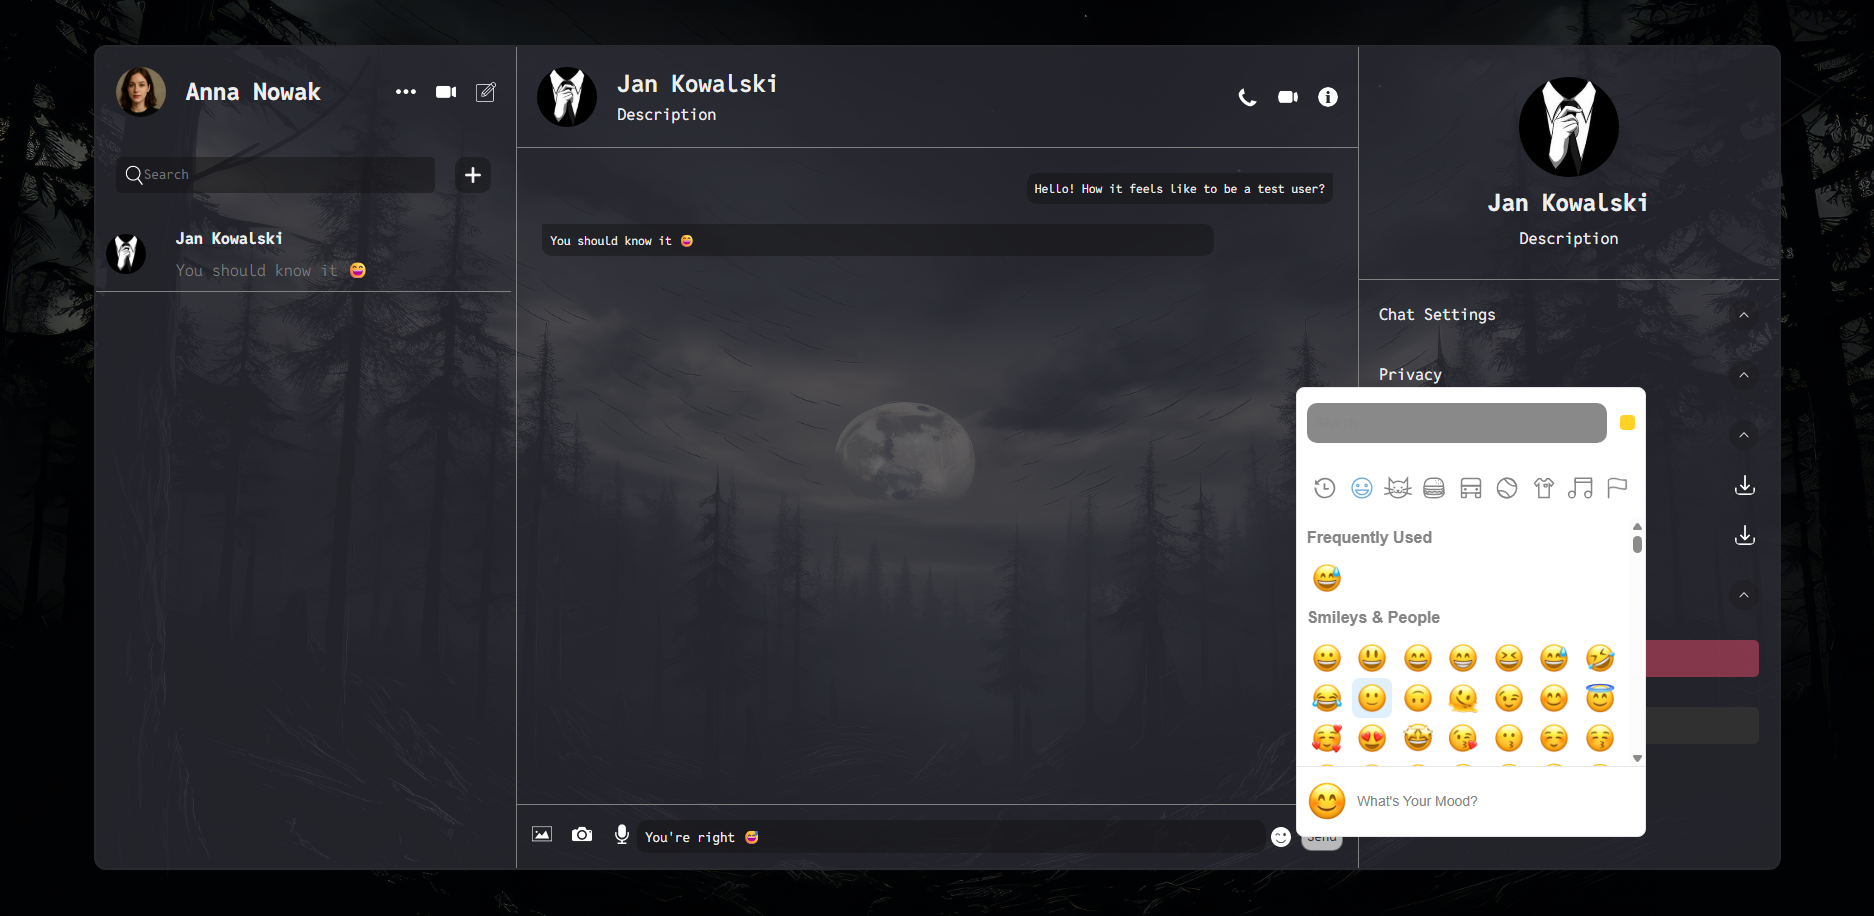 Anna Nowak
Search
Jan Kowalski
You should know it 😅
Jan Kowalski
Description
Hello! How it feels like to be a test user?
You should know it 😅
You're right 😅
Send
Jan Kowalski
Description
Chat Settings
Privacy
Frequently Used
Smileys & People
What's Your Mood?